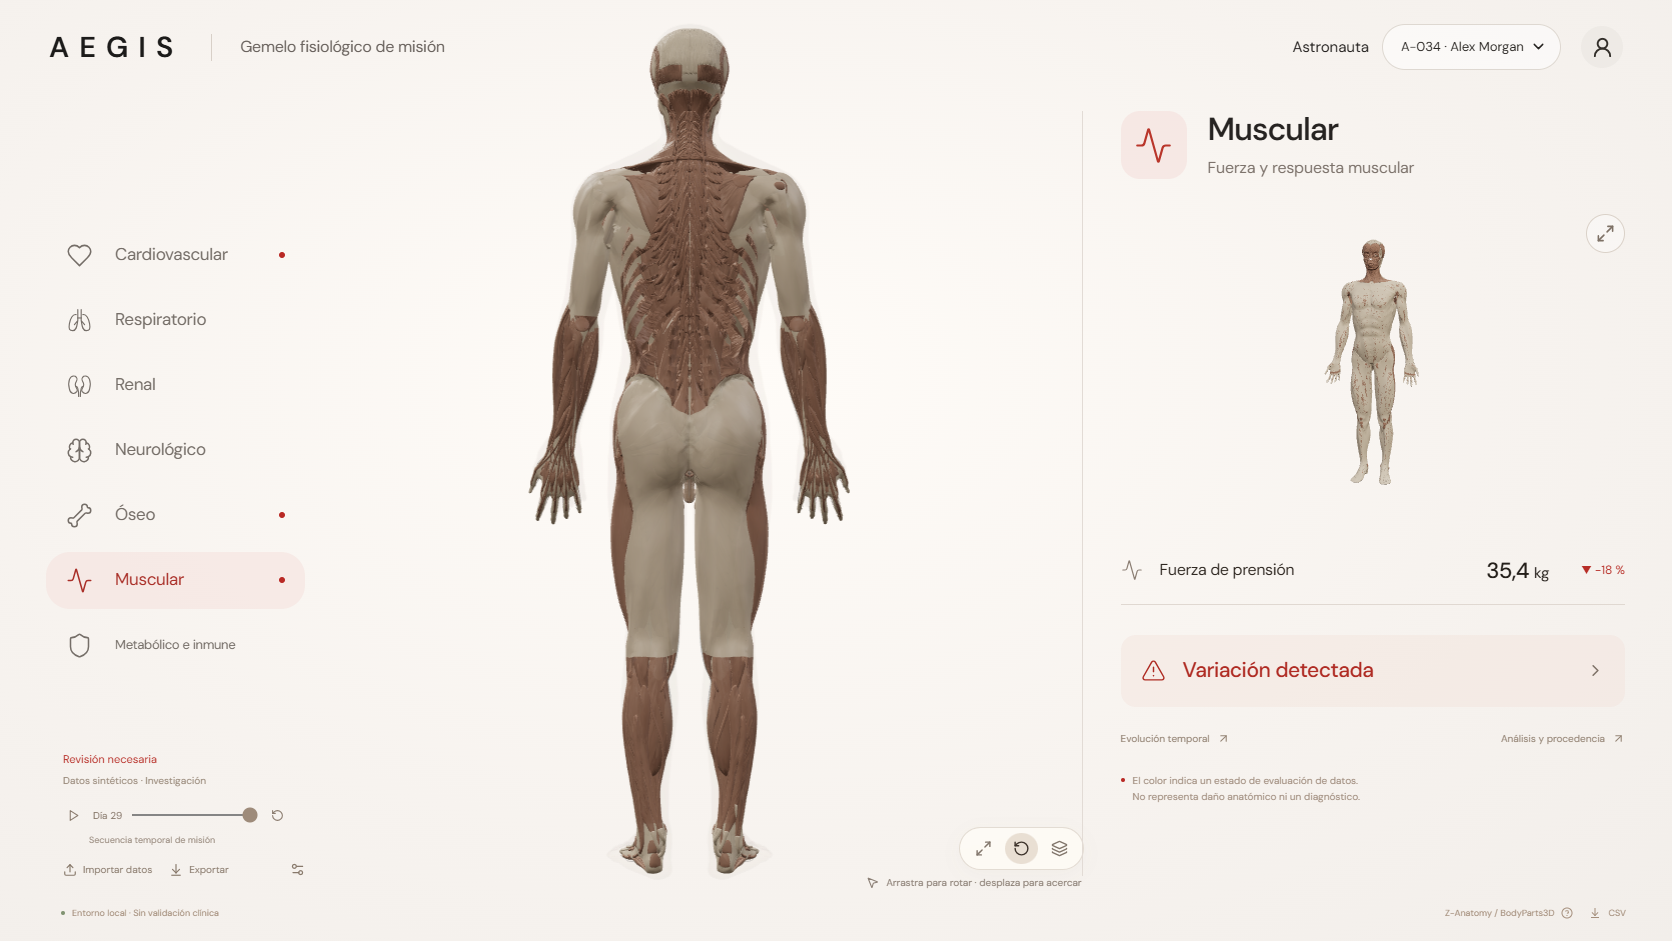 AEGIS
Gemelo fisiológico de misión
Astronauta
A-034 · Alex Morgan
Cardiovascular
Respiratorio
Renal
Neurológico
Óseo
Muscular
Metabólico e inmune
Revisión necesaria
Datos sintéticos · Investigación
Día 29
Secuencia temporal de misión
Importar datos
Exportar
Entorno local · Sin validación clínica
Arrastra para rotar · desplaza para acercar
Muscular
Fuerza y respuesta muscular
Fuerza de prensión
35,4 kg
▼ -18 %
Variación detectada
Evolución temporal
Análisis y procedencia
El color indica un estado de evaluación de datos.
No representa daño anatómico ni un diagnóstico.
Z-Anatomy / BodyParts3D
CSV